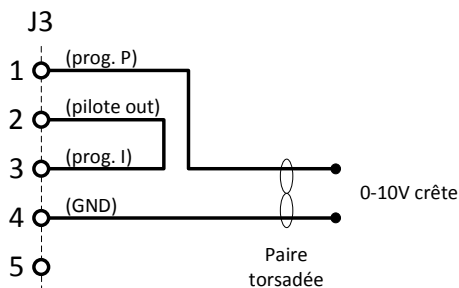 J3
1 (prog. P)
2 (pilote out)
3 (prog. I)
4 (GND)
5
0-10V crête
Paire
torsadée